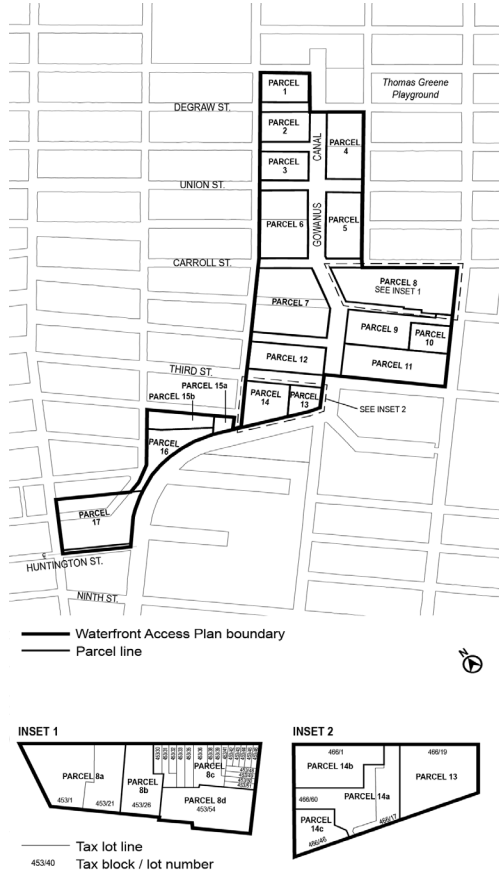 PARCEL
1
Thomas Greene
Playground
DEGRAW ST.
PARCEL
2
CANAL
PARCEL
4
PARCEL
3
UNION ST.
PARCEL 6
GOWANUS
PARCEL
5
CARROLL ST.
PARCEL 8
SEE INSET 1
PARCEL 7
PARCEL 9
PARCEL
10
PARCEL 12
PARCEL 11
THIRD ST.
PARCEL 15a
PARCEL 15b
PARCEL
14
PARCEL
13
SEE INSET 2
PARCEL
16
PARCEL
17
HUNTINGTON ST.
NINTH ST.
Waterfront Access Plan boundary
Parcel line
N
INSET 1
PARCEL 8a
453/1
453/21
PARCEL
8b
453/26
PARCEL
8c
PARCEL 8d
453/54
INSET 2
466/1
466/19
PARCEL 14b
PARCEL 13
466/60
PARCEL 14a
PARCEL
14c
466/46
466/17
Tax lot line
453/40
Tax block / lot number